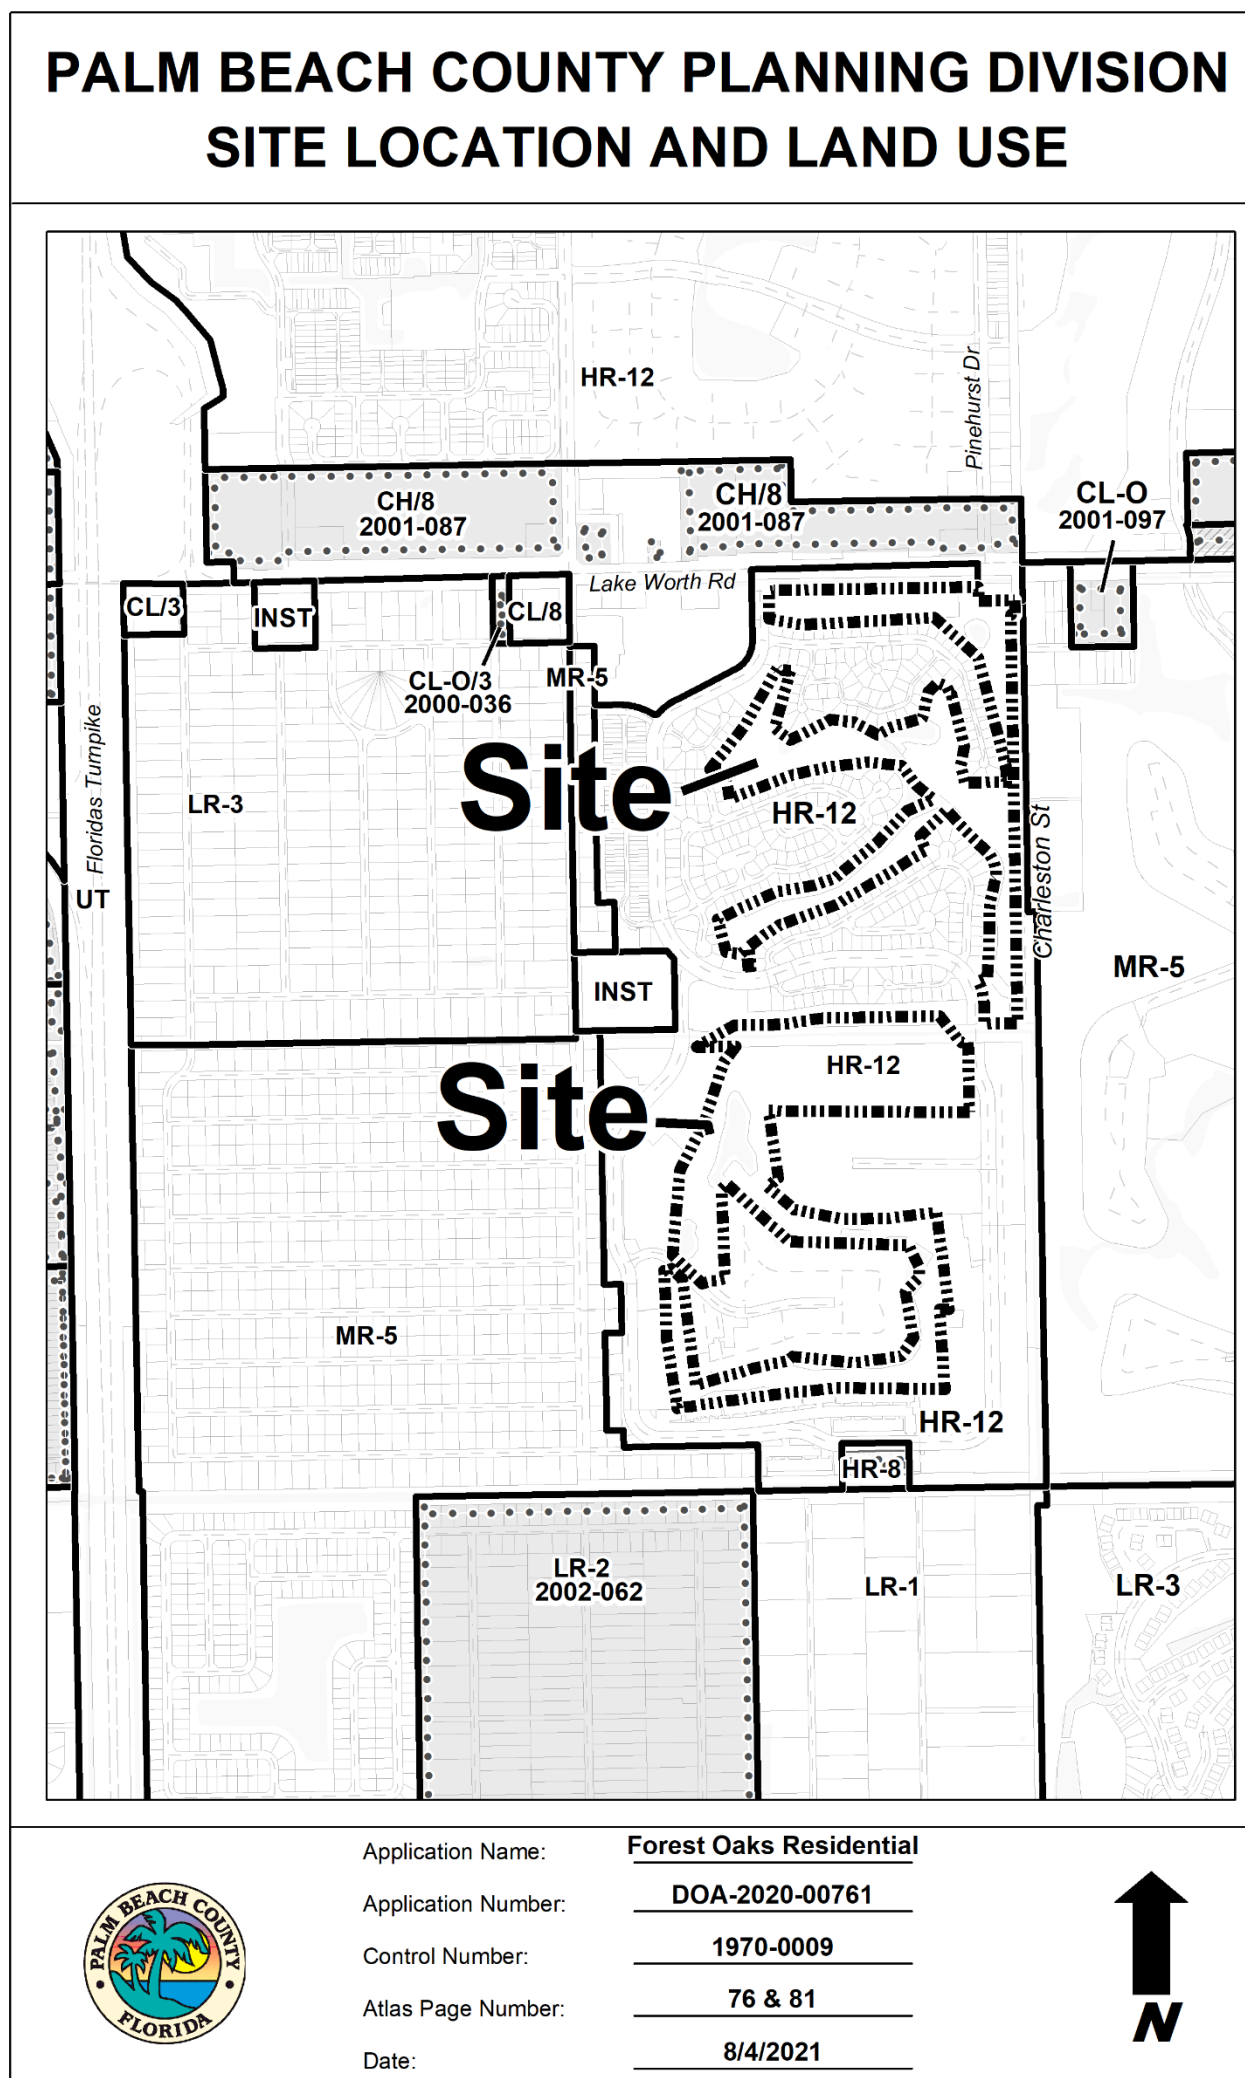 PALM BEACH COUNTY PLANNING DIVISION
SITE LOCATION AND LAND USE
HR-12
Pinehurst Dr
CH/8
2001-087
CH/8
2001-087
CL-O
2001-097
Lake Worth Rd
CL/3
INST
CL/8
CL-O/3
2000-036
MR-5
Site
LR-3
HR-12
Floridas Turnpike
Charleston St
UT
MR-5
INST
HR-12
Site
MR-5
HR-12
HR-8
LR-2
2002-062
LR-1
LR-3
PALM BEACH COUNTY
FLORIDA
Application Name: Forest Oaks Residential
Application Number: DOA-2020-00761
Control Number: 1970-0009
Atlas Page Number: 76 & 81
Date: 8/4/2021
N